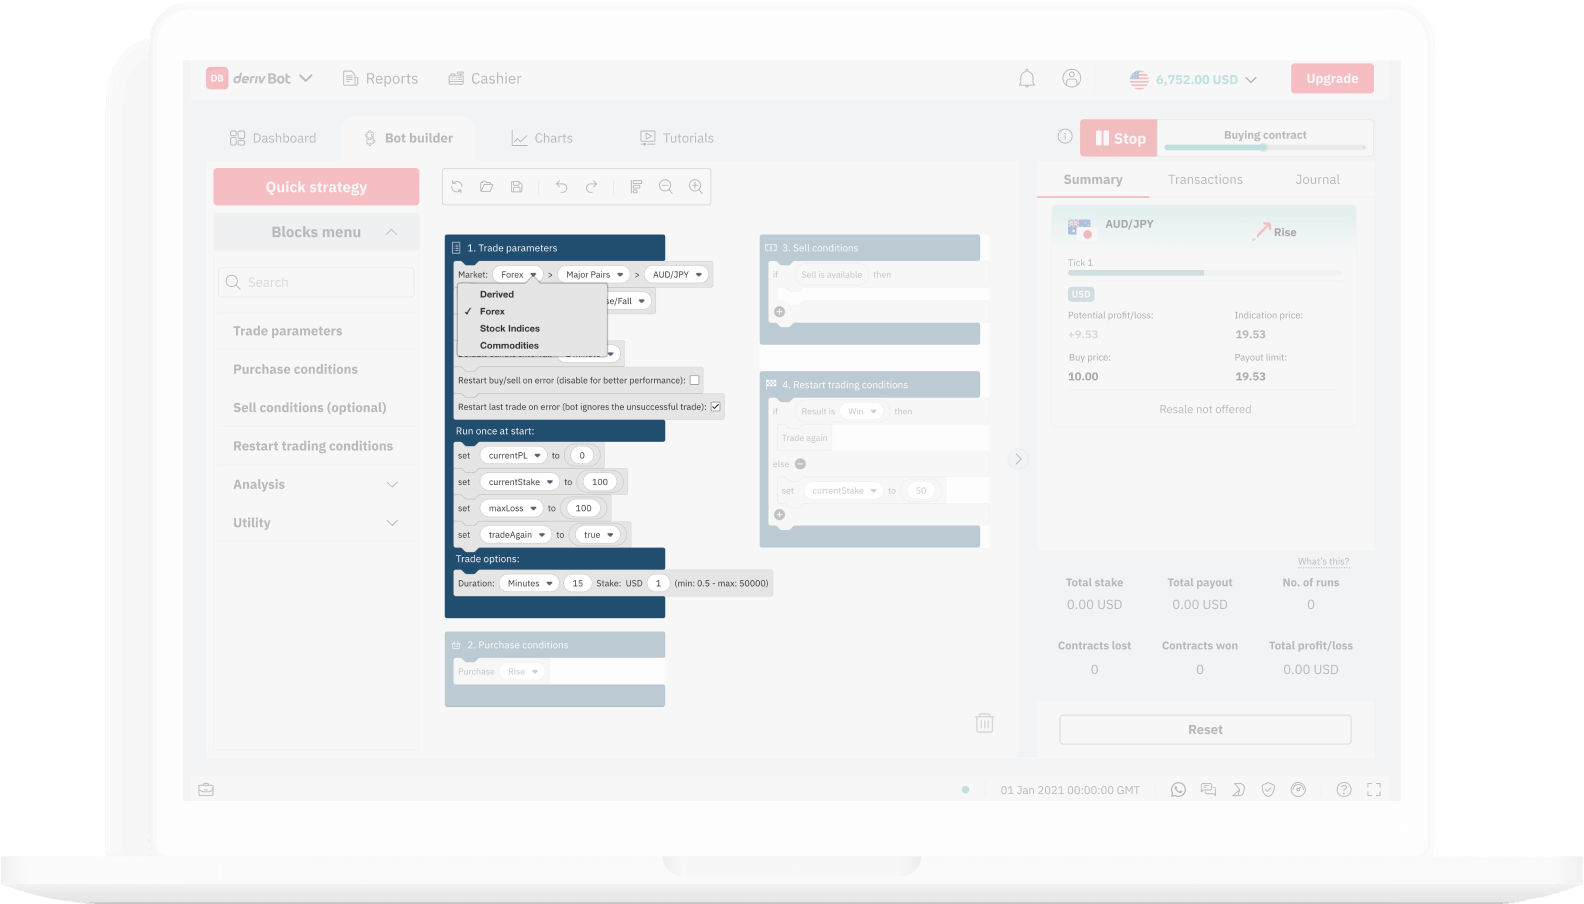 DB deriv Bot
Reports
Cashier
6,752.00 USD
Upgrade
Dashboard
Bot builder
Charts
Tutorials
Stop
Buying contract
Quick strategy
Blocks menu
Search
Trade parameters
Purchase conditions
Sell conditions (optional)
Restart trading conditions
Analysis
Utility
1. Trade parameters
Market: Forex > Major Pairs > AUD/JPY
Derived
se/Fall
✓ Forex
Stock Indices
Commodities
Restart buy/sell on error (disable for better performance):
Restart last trade on error (bot ignores the unsuccessful trade):
Run once at start:
set currentPL to 0
set currentStake to 100
set maxLoss to 100
set tradeAgain to true
Trade options:
Duration: Minutes 15 Stake: USD 1 (min: 0.5 - max: 50000)
2. Purchase conditions
Purchase Rise
3. Sell conditions
if Sell is available then
4. Restart trading conditions
if Result is Win then
Trade again
else
set currentStake to 50
Summary
Transactions
Journal
AUD/JPY
Rise
Tick 1
USD
Potential profit/loss:
Indication price:
+9.53
19.53
Buy price:
Payout limit:
10.00
19.53
Resale not offered
What's this?
Total stake
Total payout
No. of runs
0.00 USD
0.00 USD
0
Contracts lost
Contracts won
Total profit/loss
0
0
0.00 USD
Reset
01 Jan 2021 00:00:00 GMT